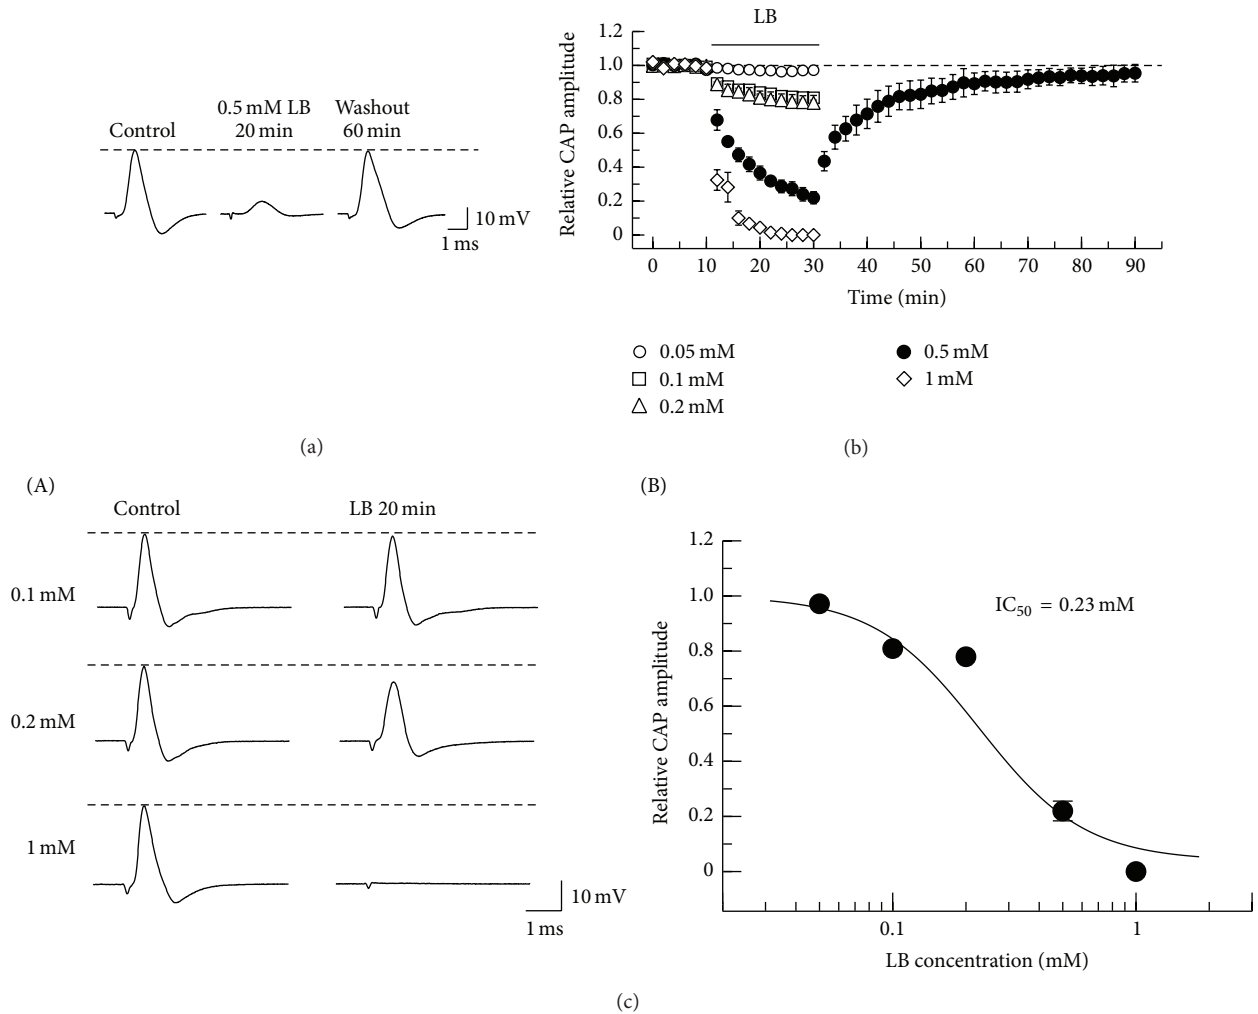 Control
0.5 mM LB
20 min
Washout
60 min
10 mV
1 ms
(a)
LB
Relative CAP amplitude
1.2
1.0
0.8
0.6
0.4
0.2
0
0 10 20 30 40 50 60 70 80 90
Time (min)
0.05 mM
0.1 mM
0.2 mM
0.5 mM
1 mM
(b)
(A)
Control
LB 20 min
0.1 mM
0.2 mM
1 mM
10 mV
1 ms
(B)
Relative CAP amplitude
1.2
1.0
0.8
0.6
0.4
0.2
0
IC50 = 0.23 mM
0.1 1
LB concentration (mM)
(c)